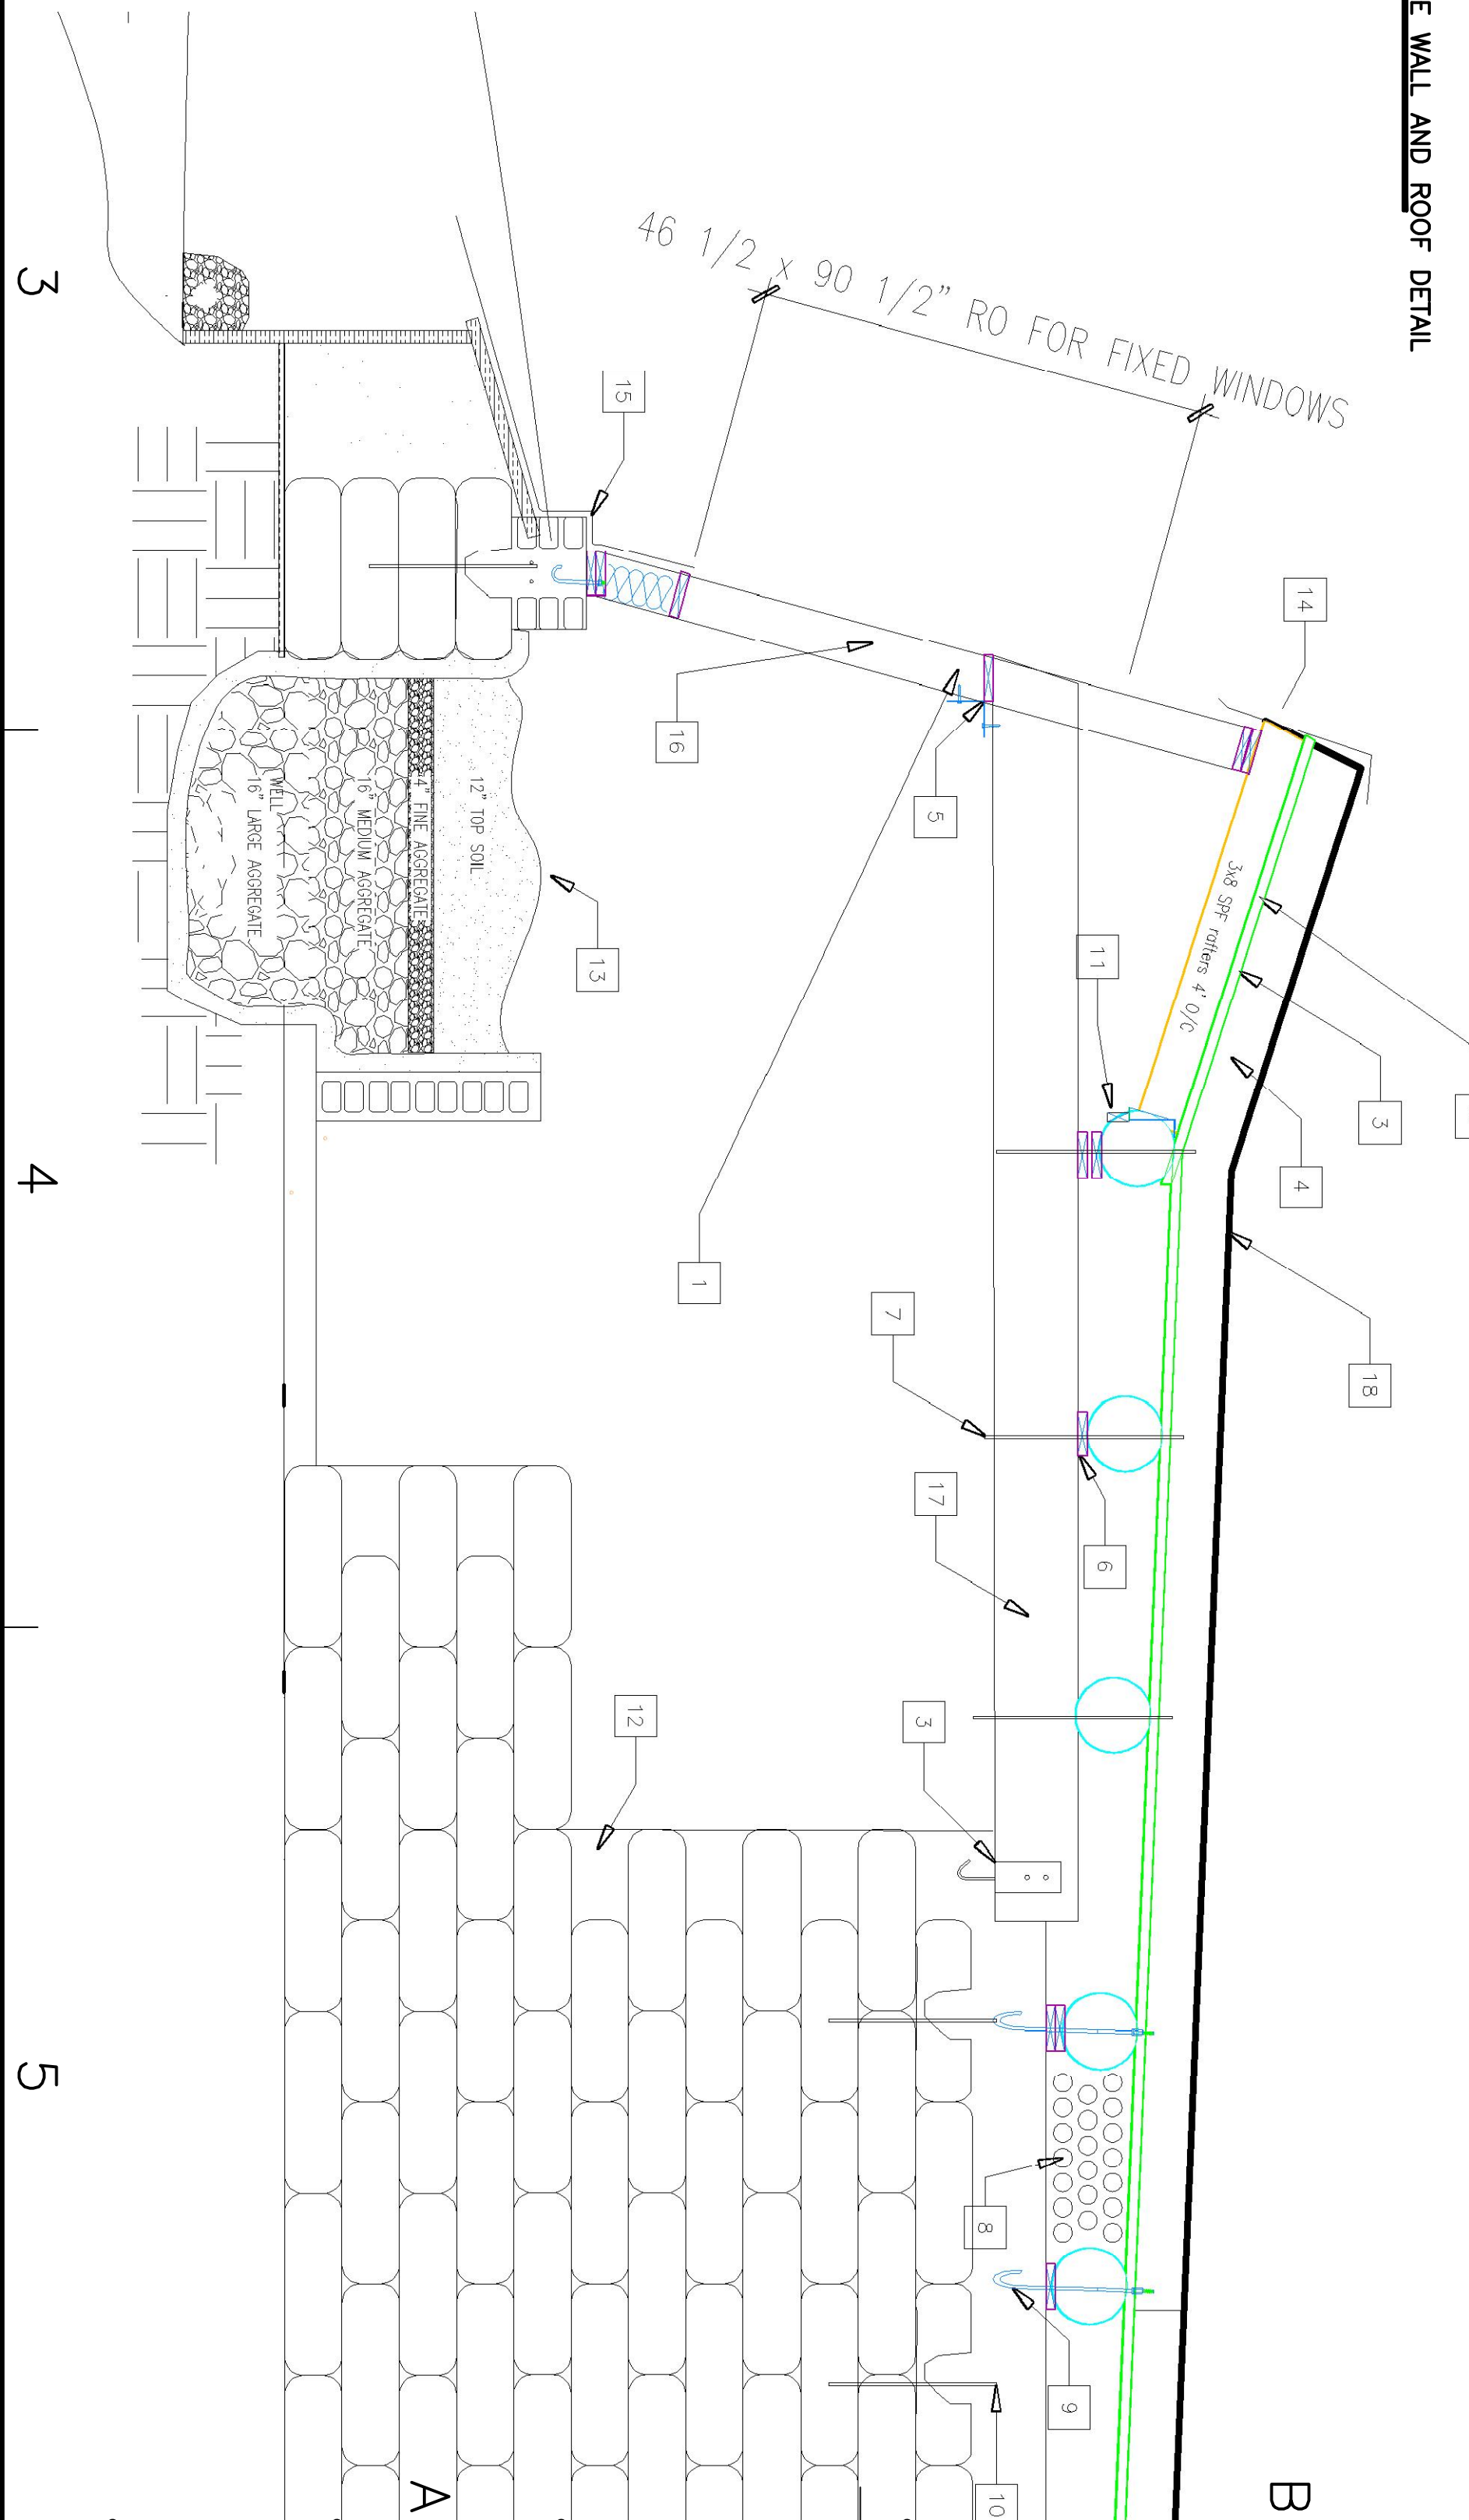 E WALL AND ROOF DETAIL
46 1/2 x 90 1/2" RO FOR FIXED WINDOWS
14
15
16
5
3x8 SPF rafters 4' O/C
11
3
4
18
13
12" TOP SOIL
4" FINE AGGREGATE
16" MEDIUM AGGREGATE
WELL
16" LARGE AGGREGATE
1
7
6
17
12
3
8
9
10
3
4
5
A
B